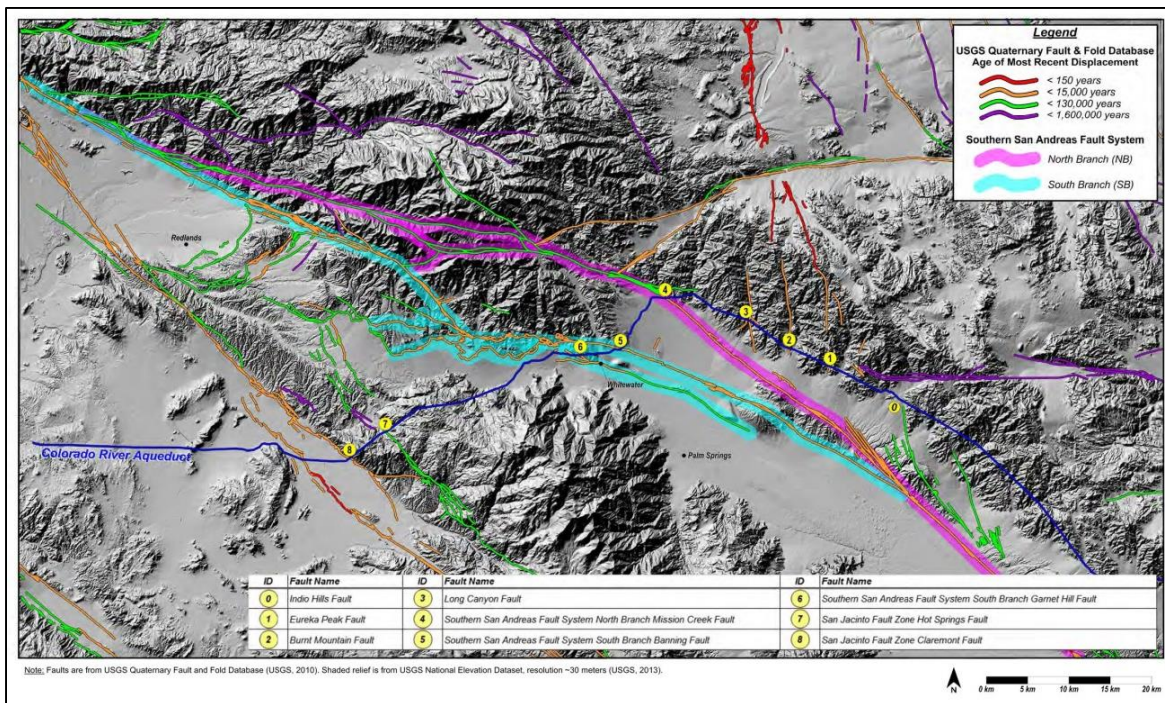 Legend
USGS Quaternary Fault & Fold Database
Age of Most Recent Displacement
< 150 years
< 15,000 years
< 130,000 years
< 1,600,000 years
Southern San Andreas Fault System
North Branch (NB)
South Branch (SB)
Redlands
4
3
2
5
6
1
Whitewater
0
7
Colorado River Aqueduct
8
Palm Springs
ID Fault Name ID Fault Name ID Fault Name
0 Indio Hills Fault 3 Long Canyon Fault 6 Southern San Andreas Fault System South Branch Garnet Hill Fault
1 Eureka Peak Fault 4 Southern San Andreas Fault System North Branch Mission Creek Fault 7 San Jacinto Fault Zone Hot Springs Fault
2 Burnt Mountain Fault 5 Southern San Andreas Fault System South Branch Banning Fault 8 San Jacinto Fault Zone Claremont Fault
Note: Faults are from USGS Quaternary Fault and Fold Database (USGS, 2010). Shaded relief is from USGS National Elevation Dataset, resolution ~30 meters (USGS, 2013).
N
0 km 5 km 10 km 15 km 20 km